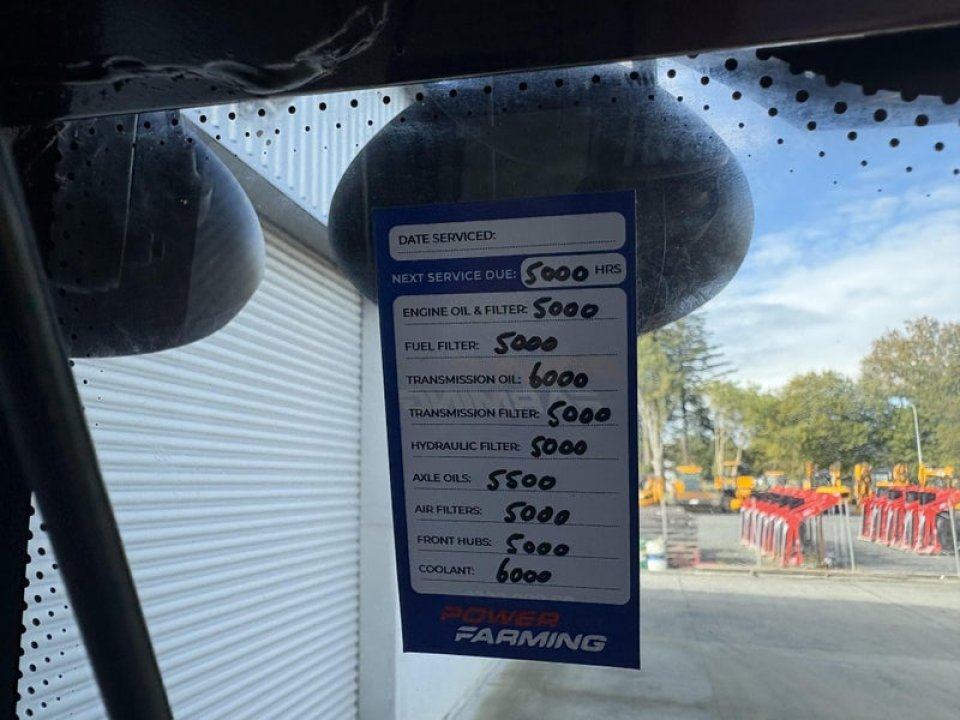 DATE SERVICED:
NEXT SERVICE DUE: 5000 HRS
ENGINE OIL & FILTER: 5000
FUEL FILTER: 5000
TRANSMISSION OIL: 6000
TRANSMISSION FILTER: 5000
HYDRAULIC FILTER: 5000
AXLE OILS: 5500
AIR FILTERS: 5000
FRONT HUBS: 5000
COOLANT: 6000
POWER
FARMING